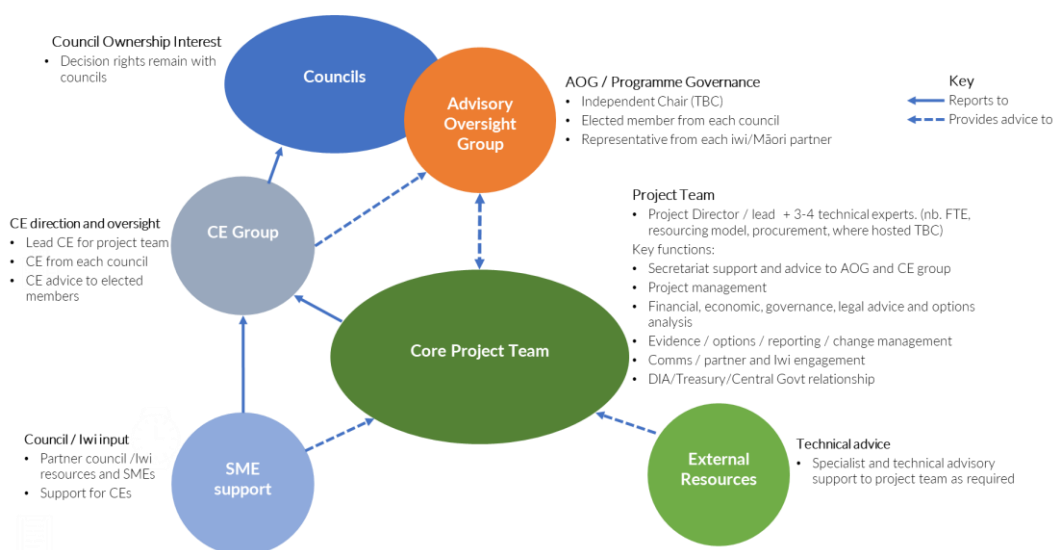 Council Ownership Interest
• Decision rights remain with
councils
Councils
Advisory
Oversight
Group
AOG / Programme Governance
• Independent Chair (TBC)
• Elected member from each council
• Representative from each iwi/Māori partner
Key
Reports to
Provides advice to
CE direction and oversight
• Lead CE for project team
• CE from each council
• CE advice to elected
members
CE Group
Project Team
• Project Director / lead + 3-4 technical experts. (nb. FTE,
resourcing model, procurement, where hosted TBC)
Key functions:
• Secretariat support and advice to AOG and CE group
• Project management
• Financial, economic, governance, legal advice and options
analysis
• Evidence / options / reporting / change management
• Comms / partner and Iwi engagement
• DIA/Treasury/Central Govt relationship
Core Project Team
Council / Iwi input
• Partner council /Iwi
resources and SMEs
• Support for CEs
SME
support
External
Resources
Technical advice
• Specialist and technical advisory
support to project team as required